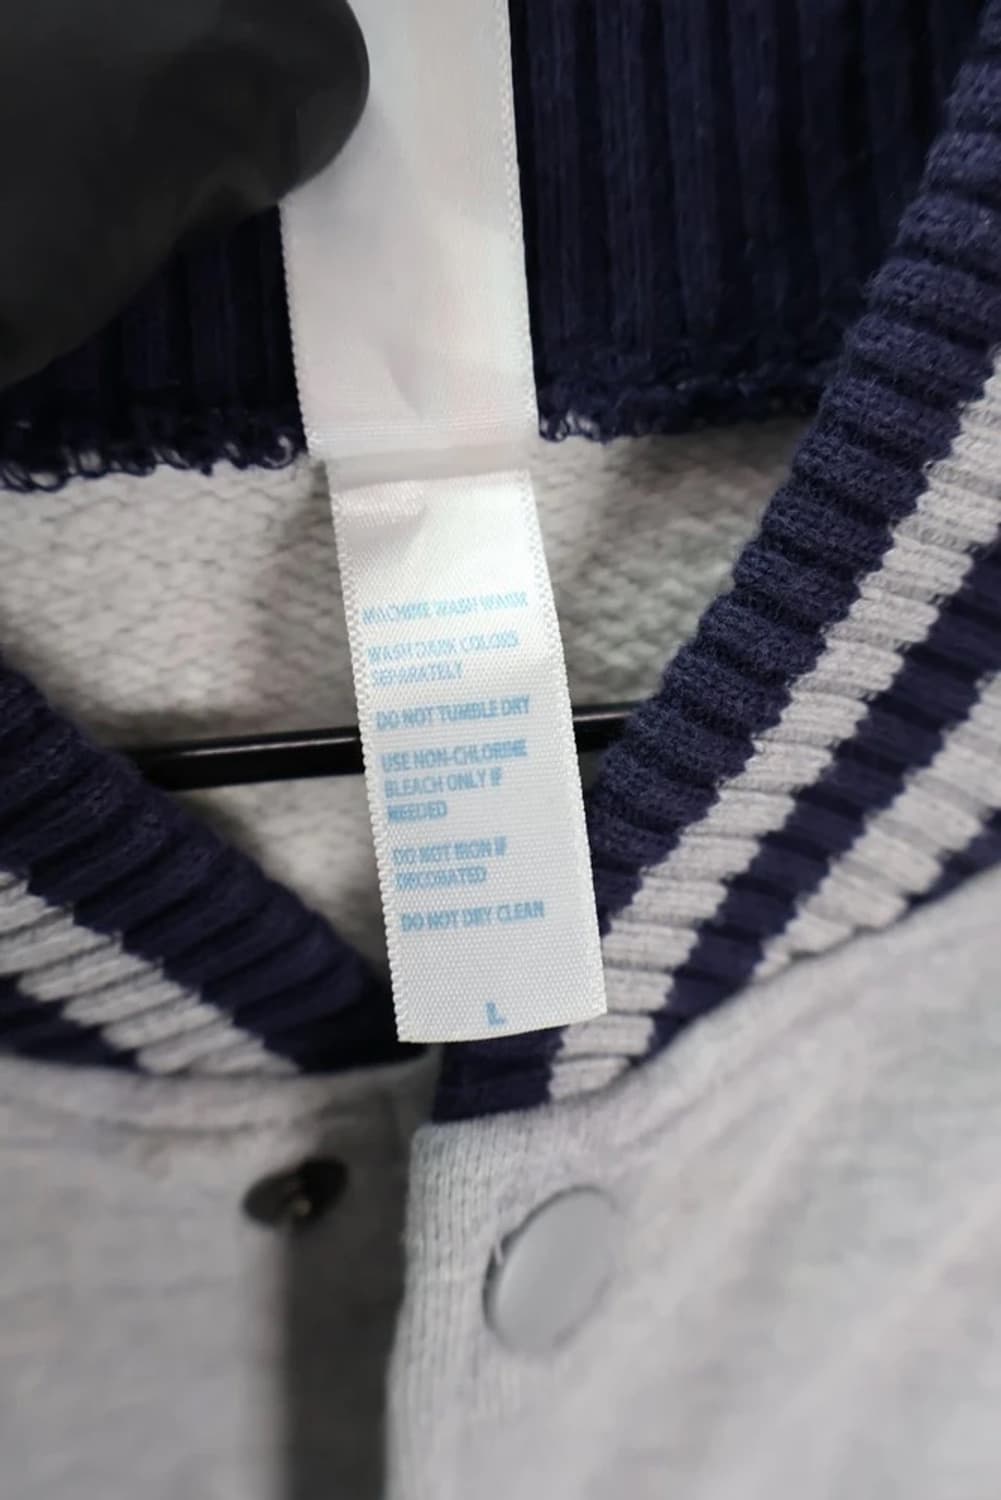 MACHINE WASH WARM
WASH DARK COLORS
SEPARATELY
DO NOT TUMBLE DRY
USE NON-CHLORINE
BLEACH ONLY IF
NEEDED
DO NOT IRON IF
DECORATED
DO NOT DRY CLEAN
L